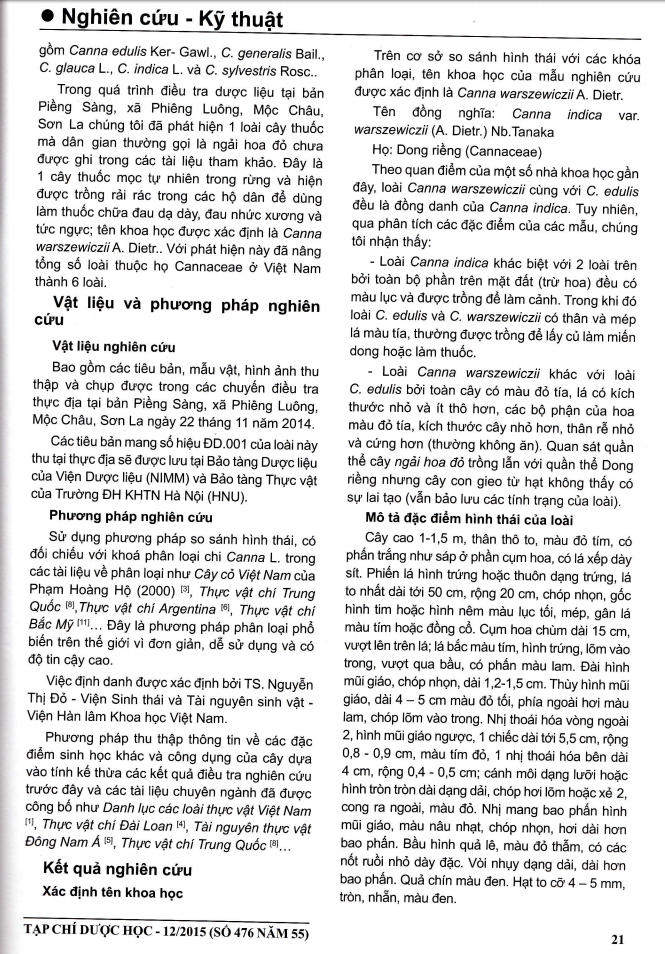 ● Nghiên cứu - Kỹ thuật
gồm Canna edulis Ker- Gawl., C. generalis Bail.,
C. glauca L., C. indica L. và C. sylvestris Rosc..
Trong quá trình điều tra dược liệu tại bản
Piềng Sàng, xã Phiêng Luông, Mộc Châu,
Sơn La chúng tôi đã phát hiện 1 loài cây thuốc
mà dân gian thường gọi là ngải hoa đỏ chưa
được ghi trong các tài liệu tham khảo. Đây là
1 cây thuốc mọc tự nhiên trong rừng và hiện
được trồng rải rác trong các hộ dân để dùng
làm thuốc chữa đau dạ dày, đau nhức xương và
tức ngực; tên khoa học được xác định là Canna
warszewiczii A. Dietr.. Với phát hiện này đã nâng
tổng số loài thuộc họ Cannaceae ở Việt Nam
thành 6 loài.
Vật liệu và phương pháp nghiên
cứu
Vật liệu nghiên cứu
Bao gồm các tiêu bản, mẫu vật, hình ảnh thu
thập và chụp được trong các chuyến điều tra
thực địa tại bản Piềng Sàng, xã Phiêng Luông,
Mộc Châu, Sơn La ngày 22 tháng 11 năm 2014.
Các tiêu bản mang số hiệu ĐD.001 của loài này
thu tại thực địa sẽ được lưu tại Bảo tàng Dược liệu
của Viện Dược liệu (NIMM) và Bảo tàng Thực vật
của Trường ĐH KHTN Hà Nội (HNU).
Phương pháp nghiên cứu
Sử dụng phương pháp so sánh hình thái, có
đối chiếu với khoá phân loại chi Canna L. trong
các tài liệu về phân loại như Cây cỏ Việt Nam của
Phạm Hoàng Hộ (2000) [3], Thực vật chí Trung
Quốc [8],Thực vật chí Argentina [6], Thực vật chí
Bắc Mỹ [11]... Đây là phương pháp phân loại phổ
biến trên thế giới vì đơn giản, dễ sử dụng và có
độ tin cậy cao.
Việc định danh được xác định bởi TS. Nguyễn
Thị Đỏ - Viện Sinh thái và Tài nguyên sinh vật -
Viện Hàn lâm Khoa học Việt Nam.
Phương pháp thu thập thông tin về các đặc
điểm sinh học khác và công dụng của cây dựa
vào tính kế thừa các kết quả điều tra nghiên cứu
trước đây và các tài liệu chuyên ngành đã được
công bố như Danh lục các loài thực vật Việt Nam
[1], Thực vật chí Đài Loan [4], Tài nguyên thực vật
Đông Nam Á [5], Thực vật chí Trung Quốc [8]...
Kết quả nghiên cứu
Xác định tên khoa học
Trên cơ sở so sánh hình thái với các khóa
phân loại, tên khoa học của mẫu nghiên cứu
được xác định là Canna warszewiczii A. Dietr.
Tên đồng nghĩa: Canna indica var.
warszewiczii (A. Dietr.) Nb.Tanaka
Họ: Dong riềng (Cannaceae)
Theo quan điểm của một số nhà khoa học gần
đây, loài Canna warszewiczii cùng với C. edulis
đều là đồng danh của Canna indica. Tuy nhiên,
qua phân tích các đặc điểm của các mẫu, chúng
tôi nhận thấy:
- Loài Canna indica khác biệt với 2 loài trên
bởi toàn bộ phần trên mặt đất (trừ hoa) đều có
màu lục và được trồng để làm cảnh. Trong khi đó
loài C. edulis và C. warszewiczii có thân và mép
lá màu tía, thường được trồng để lấy củ làm miến
dong hoặc làm thuốc.
- Loài Canna warszewiczii khác với loài
C. edulis bởi toàn cây có màu đỏ tía, lá có kích
thước nhỏ và ít thô hơn, các bộ phận của hoa
màu đỏ tía, kích thước cây nhỏ hơn, thân rễ nhỏ
và cứng hơn (thường không ăn). Quan sát quần
thể cây ngải hoa đỏ trồng lẫn với quần thể Dong
riềng nhưng cây con gieo từ hạt không thấy có
sự lai tạo (vẫn bảo lưu các tính trạng của loài).
Mô tả đặc điểm hình thái của loài
Cây cao 1-1,5 m, thân thô to, màu đỏ tím, có
phấn trắng như sáp ở phần cụm hoa, có lá xếp dày
sít. Phiến lá hình trứng hoặc thuôn dạng trứng, lá
to nhất dài tới 50 cm, rộng 20 cm, chóp nhọn, gốc
hình tim hoặc hình nêm màu lục tối, mép, gân lá
màu tím hoặc đồng cổ. Cụm hoa chùm dài 15 cm,
vượt lên trên lá; lá bắc màu tím, hình trứng, lõm vào
trong, vượt qua bầu, có phấn màu lam. Đài hình
mũi giáo, chóp nhọn, dài 1,2-1,5 cm. Thùy hình mũi
giáo, dài 4 – 5 cm màu đỏ tối, phía ngoài hơi màu
lam, chóp lõm vào trong. Nhị thoái hóa vòng ngoài
2, hình mũi giáo ngược, 1 chiếc dài tới 5,5 cm, rộng
0,8 - 0,9 cm, màu tím đỏ, 1 nhị thoái hóa bên dài
4 cm, rộng 0,4 - 0,5 cm; cánh môi dạng lưỡi hoặc
hình tròn tròn dài dạng dải, chóp hơi lõm hoặc xẻ 2,
cong ra ngoài, màu đỏ. Nhị mang bao phấn hình
mũi giáo, màu nâu nhạt, chóp nhọn, hơi dài hơn
bao phấn. Bầu hình quả lê, màu đỏ thẫm, có các
nốt ruồi nhỏ dày đặc. Vòi nhụy dạng dải, dài hơn
bao phấn. Quả chín màu đen. Hạt to cỡ 4 – 5 mm,
tròn, nhẵn, màu đen.
TẠP CHÍ DƯỢC HỌC - 12/2015 (SỐ 476 NĂM 55)
21